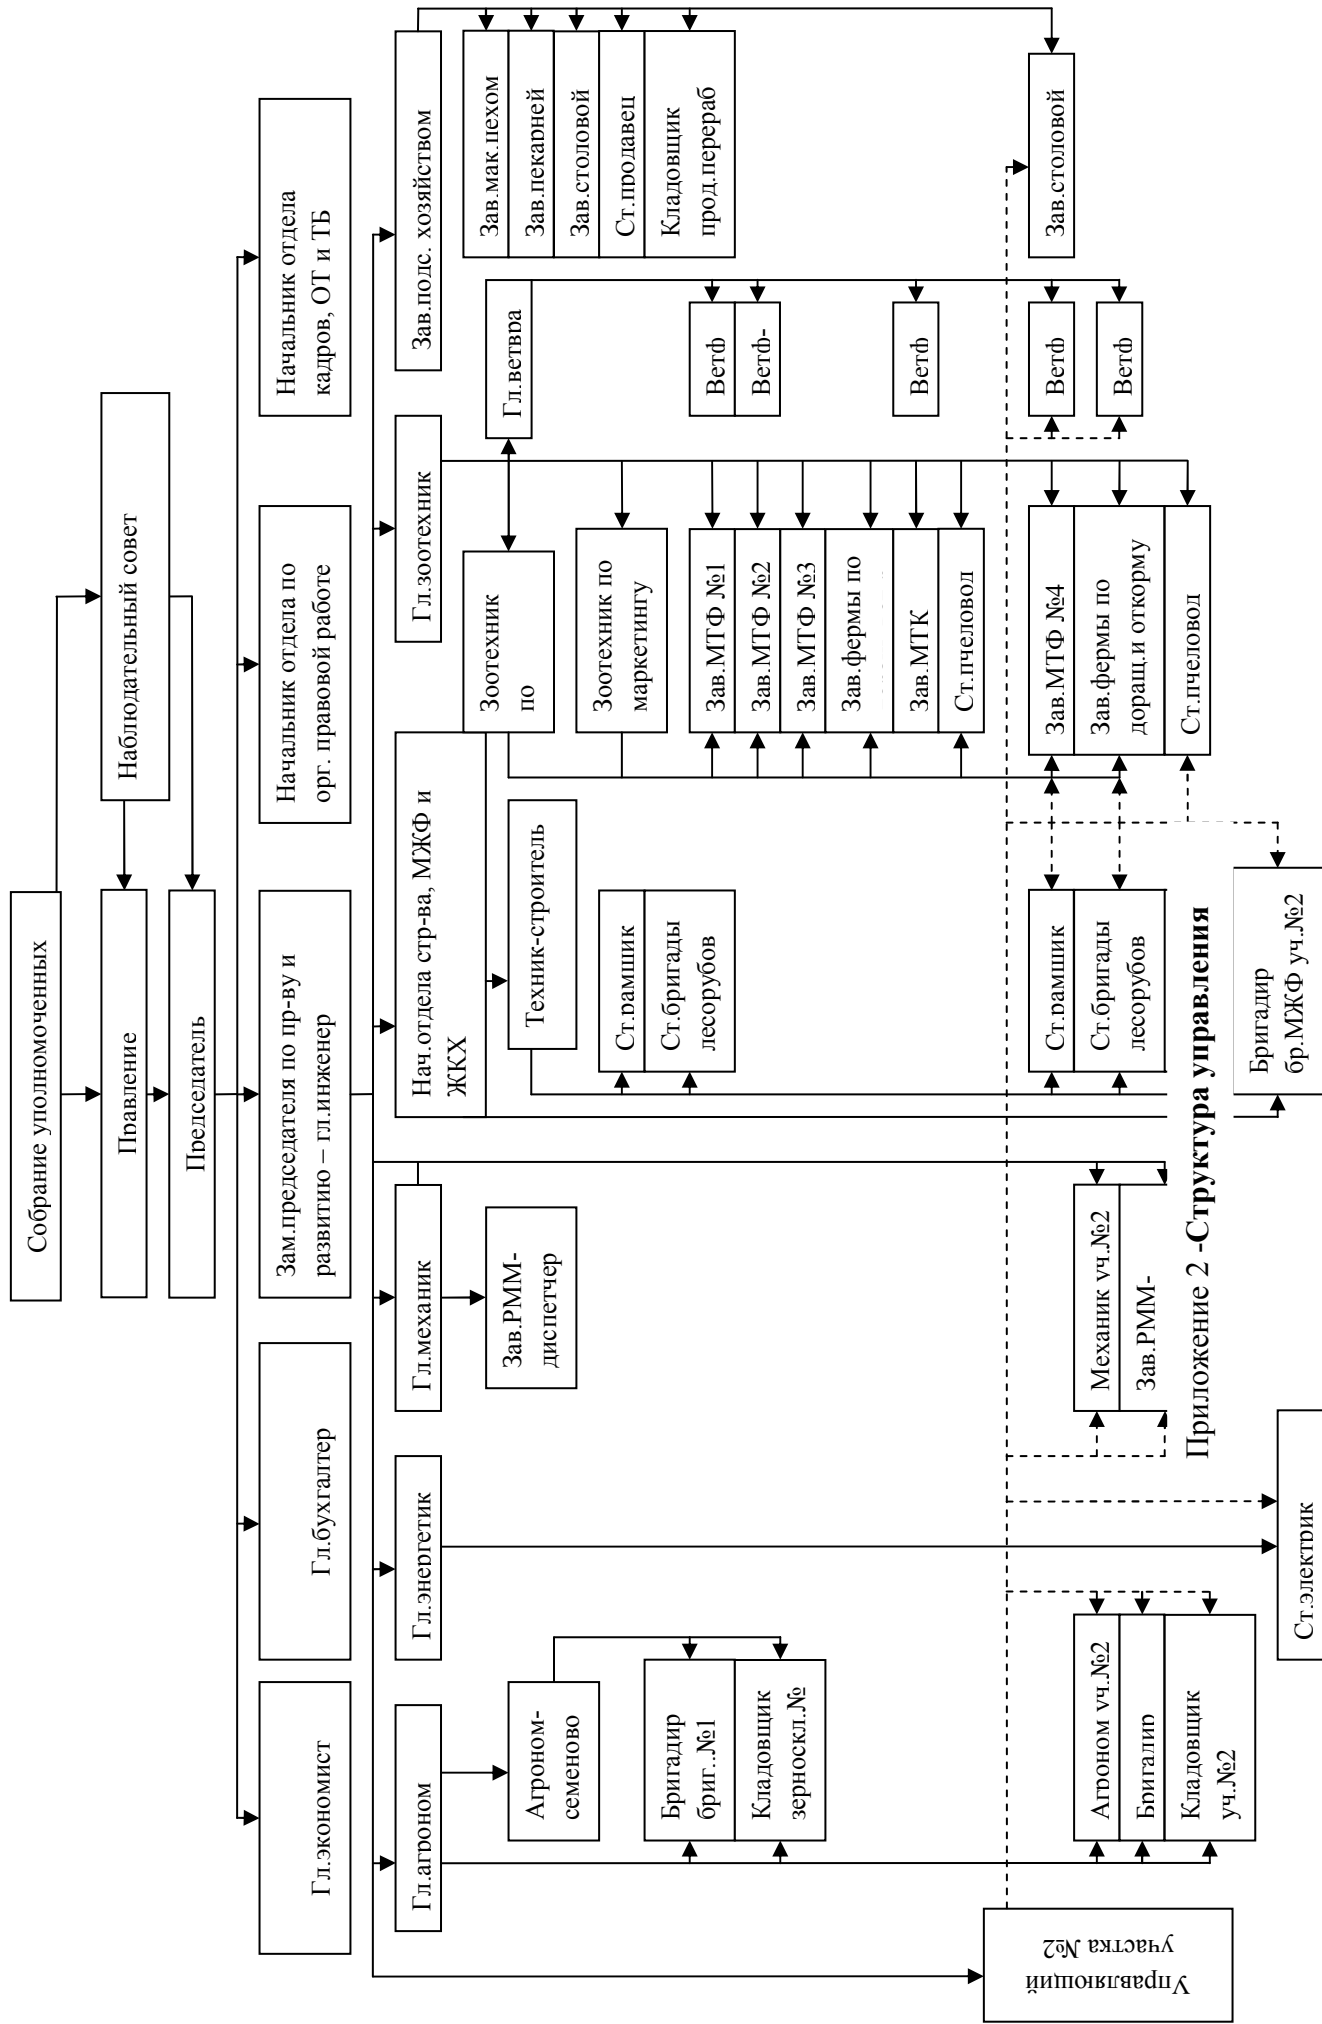 Собрание уполномоченных
Наблюдательный совет
Правление
Председатель
Гл.экономист
Гл.бухгалтер
Зам.председателя по пр-ву и
развитию – гл.инженер
Начальник отдела по
орг. правовой работе
Начальник отдела
кадров, ОТ и ТБ
Гл.агроном
Гл.энергетик
Гл.механик
Нач.отдела стр-ва, МЖФ и
ЖКХ
Гл.зоотехник
Зав.подс. хозяйством
Агроном-
семеново
Зав.РММ-
диспетчер
Техник-строитель
Зоотехник
по
Гл.ветвра
Зав.мак.цехом
Зав.пекарней
Зав.столовой
Ст.продавец
Кладовщик
прод.перераб
Зоотехник по
маркетингу
Бригадир
бриг..№1
Кладовщик
зерноскл.№
Ст.рамщик
Ст.бригады
лесорубов
Зав.МТФ №1
Зав.МТФ №2
Зав.МТФ №3
Зав.фермы по
Зав.МТК
Ст.пчеловод
Ветф
Ветф-
Ветф
Управляющий
участка №2
Агроном уч.№2
Бригадир
Кладовщик
уч.№2
Механик уч.№2
Зав.РММ-
Ст.рамщик
Ст.бригады
лесорубов
Зав.МТФ №4
Зав.фермы по
доращ.и откорму
Ст.пчеловод
Ветф
Ветф
Зав.столовой
Приложение 2 -Структура управления
Ст.электрик
Бригадир
бр.МЖФ уч.№2